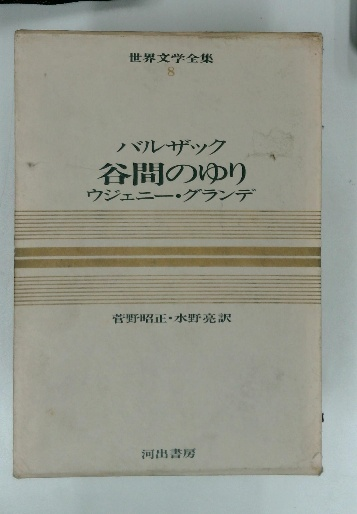 世界文学全集
8
バルザック
谷間のゆり
ウジェニー・グランデ
菅野昭正・水野亮訳
河出書房